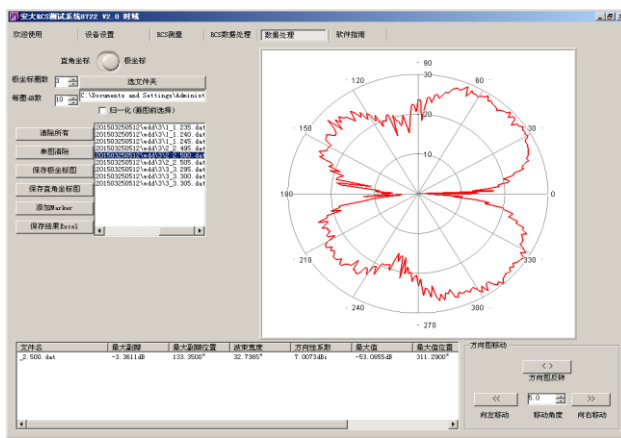 安大RCS测试系统8722 V2.0 时域
欢迎使用 设备设置 RCS测量 RCS数据处理 数据处理 软件指南
直角坐标 极坐标
极坐标圈数 3 选文件夹
每圈dB数 10 C:\Documents and Settings\Administ
归一化(画图前选择)
清除所有
单图清除
保存极坐标图
保存直角坐标图
添加Marker
保存结果Excel
201503250512\wdd\3\1_1.235.dat
201503250512\wdd\3\1_1.240.dat
201503250512\wdd\3\1_1.245.dat
201503250512\wdd\3\2_2.495.dat
201503250512\wdd\3\2_2.500.dat
201503250512\wdd\3\2_2.505.dat
201503250512\wdd\3\3_3.295.dat
201503250512\wdd\3\3_3.300.dat
201503250512\wdd\3\3_3.305.dat
90
120 30 60
20
150 30
10
180 0
210 330
240 300
270
文件名 最大副瓣 最大副瓣位置 波束宽度 方向性系数 最大值 最大值位置
_2.500.dat -3.3611dB 133.3500° 32.7365° 7.0073dBi -53.0855dB 311.2900°
方向图移动
<>
方向图反转
<< 5.0 >>
向左移动 移动角度 向右移动